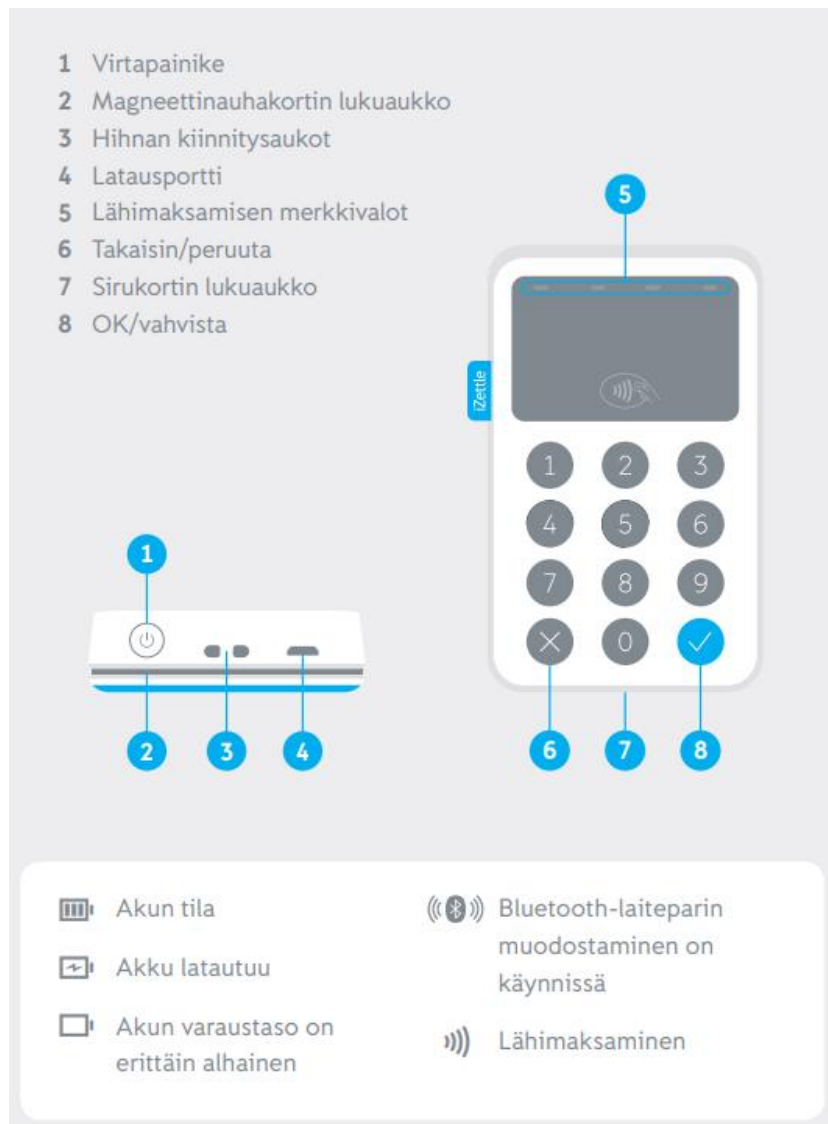 1 Virtapainike
2 Magneettinauhakortin lukuaukko
3 Hihnan kiinnitysaukot
4 Latausportti
5 Lähimaksamisen merkkivalot
6 Takaisin/peruuta
7 Sirukortin lukuaukko
8 OK/vahvista
5
iZettle
1 2 3
4 5 6
7 8 9
0
1
2 3 4
6 7 8
Akun tila
Akku latautuu
Akun varaustaso on
erittäin alhainen
Bluetooth-laiteparin
muodostaminen on
käynnissä
Lähimaksaminen